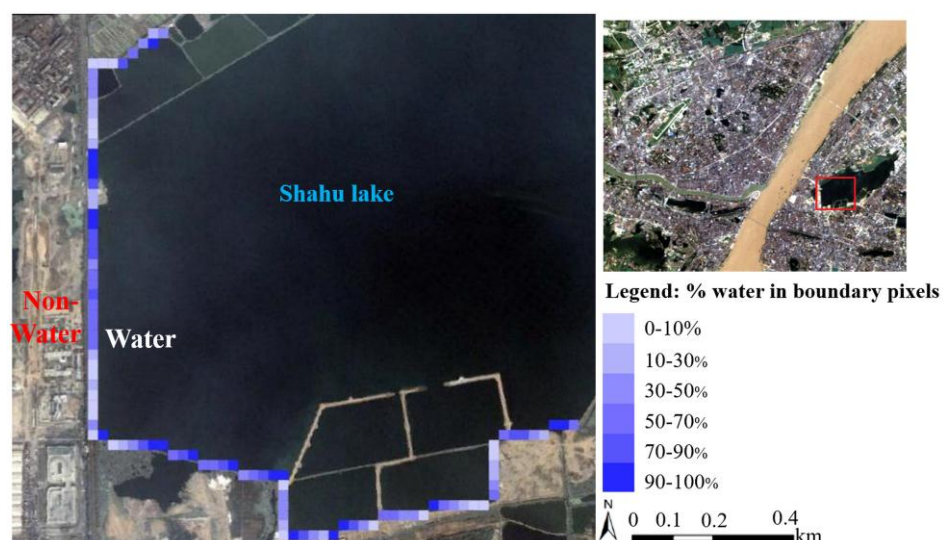 Shahu lake
Non-
Water
Water
Legend: % water in boundary pixels
0-10%
10-30%
30-50%
50-70%
70-90%
90-100%
N
0 0.1 0.2 0.4
km